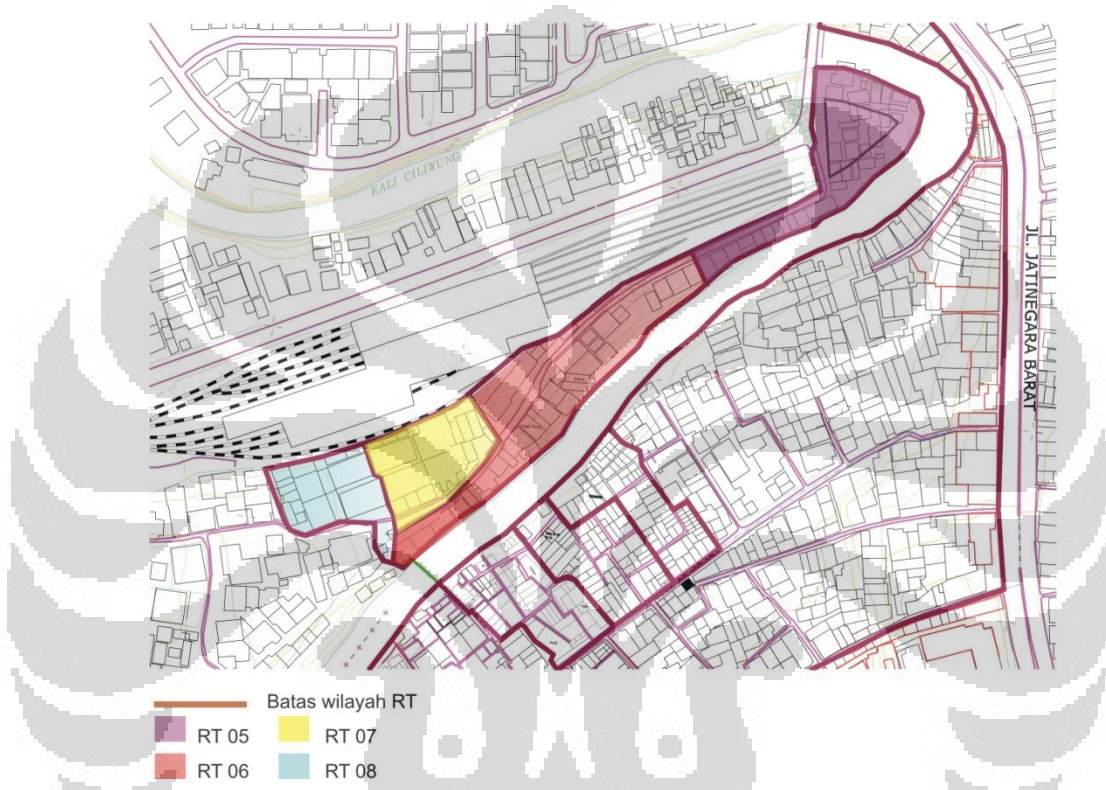 KALI CILIWUNG
JL. JATINEGARA BARAT
Batas wilayah RT
RT 05
RT 07
RT 06
RT 08